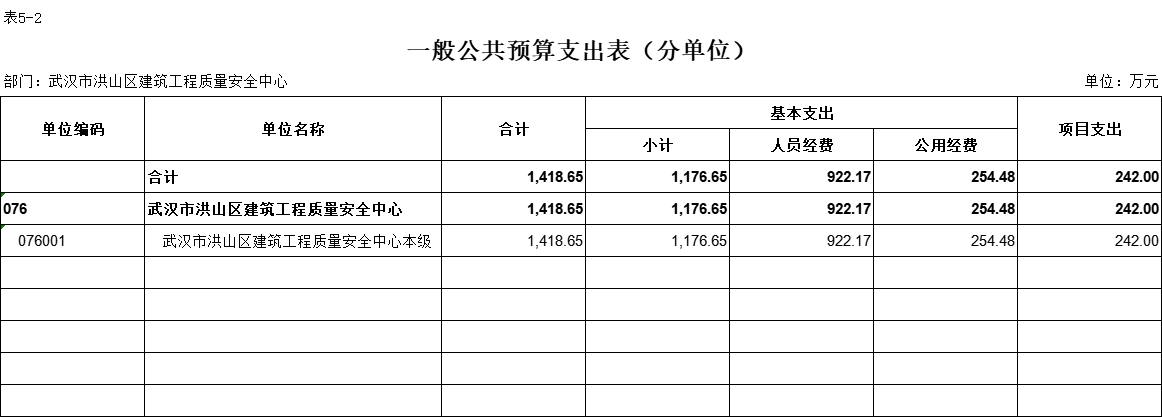 表5-2
一般公共预算支出表（分单位）
部门：武汉市洪山区建筑工程质量安全中心 单位：万元
单位编码 单位名称 合计 基本支出 项目支出
小计 人员经费 公用经费
合计 1,418.65 1,176.65 922.17 254.48 242.00
076 武汉市洪山区建筑工程质量安全中心 1,418.65 1,176.65 922.17 254.48 242.00
076001 武汉市洪山区建筑工程质量安全中心本级 1,418.65 1,176.65 922.17 254.48 242.00